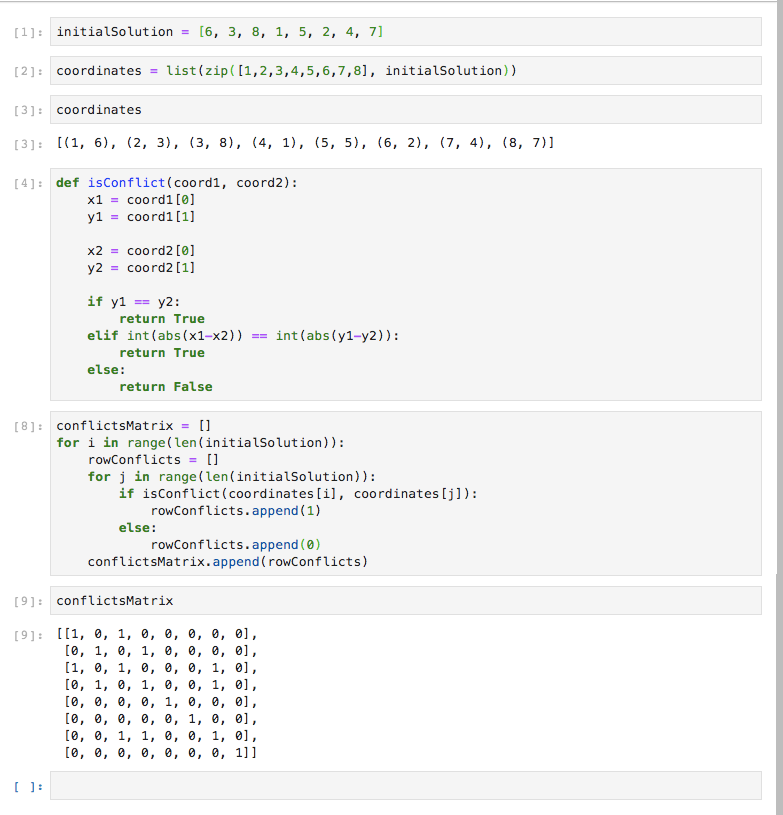 [1]: initialSolution = [6, 3, 8, 1, 5, 2, 4, 7]
[2]: coordinates = list(zip([1,2,3,4,5,6,7,8], initialSolution))
[3]: coordinates
[3]: [(1, 6), (2, 3), (3, 8), (4, 1), (5, 5), (6, 2), (7, 4), (8, 7)]
[4]: def isConflict(coord1, coord2):
    x1 = coord1[0]
    y1 = coord1[1]
    x2 = coord2[0]
    y2 = coord2[1]
    if y1 == y2:
        return True
    elif int(abs(x1-x2)) == int(abs(y1-y2)):
        return True
    else:
        return False
[8]: conflictsMatrix = []
for i in range(len(initialSolution)):
    rowConflicts = []
    for j in range(len(initialSolution)):
        if isConflict(coordinates[i], coordinates[j]):
            rowConflicts.append(1)
        else:
            rowConflicts.append(0)
    conflictsMatrix.append(rowConflicts)
[9]: conflictsMatrix
[9]: [[1, 0, 1, 0, 0, 0, 0, 0],
 [0, 1, 0, 1, 0, 0, 0, 0],
 [1, 0, 1, 0, 0, 0, 1, 0],
 [0, 1, 0, 1, 0, 0, 1, 0],
 [0, 0, 0, 0, 1, 0, 0, 0],
 [0, 0, 0, 0, 0, 1, 0, 0],
 [0, 0, 1, 1, 0, 0, 1, 0],
 [0, 0, 0, 0, 0, 0, 0, 1]]
[ ]: